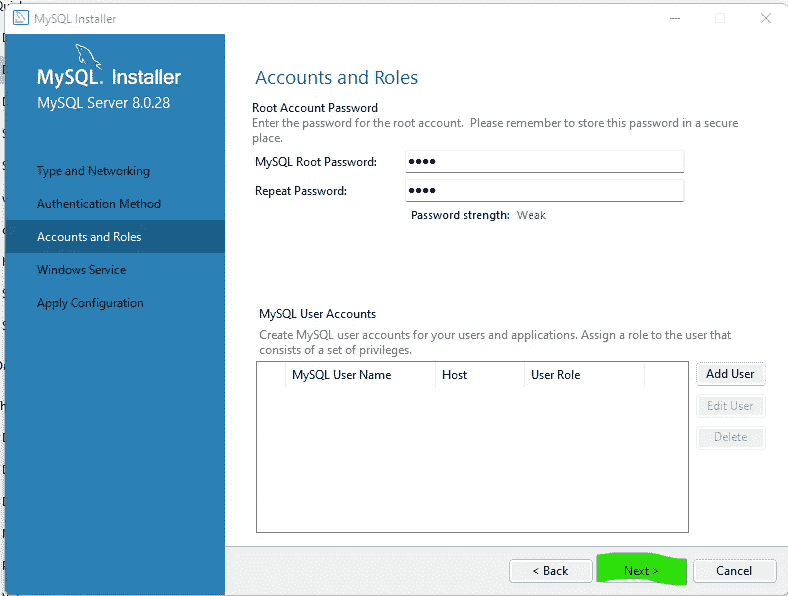 MySQL Installer
MySQL. Installer
MySQL Server 8.0.28
Type and Networking
Authentication Method
Accounts and Roles
Windows Service
Apply Configuration
Accounts and Roles
Root Account Password
Enter the password for the root account. Please remember to store this password in a secure
place.
MySQL Root Password: ●●●●
Repeat Password: ●●●●
Password strength: Weak
MySQL User Accounts
Create MySQL user accounts for your users and applications. Assign a role to the user that
consists of a set of privileges.
MySQL User Name Host User Role
Add User
Edit User
Delete
< Back Next > Cancel